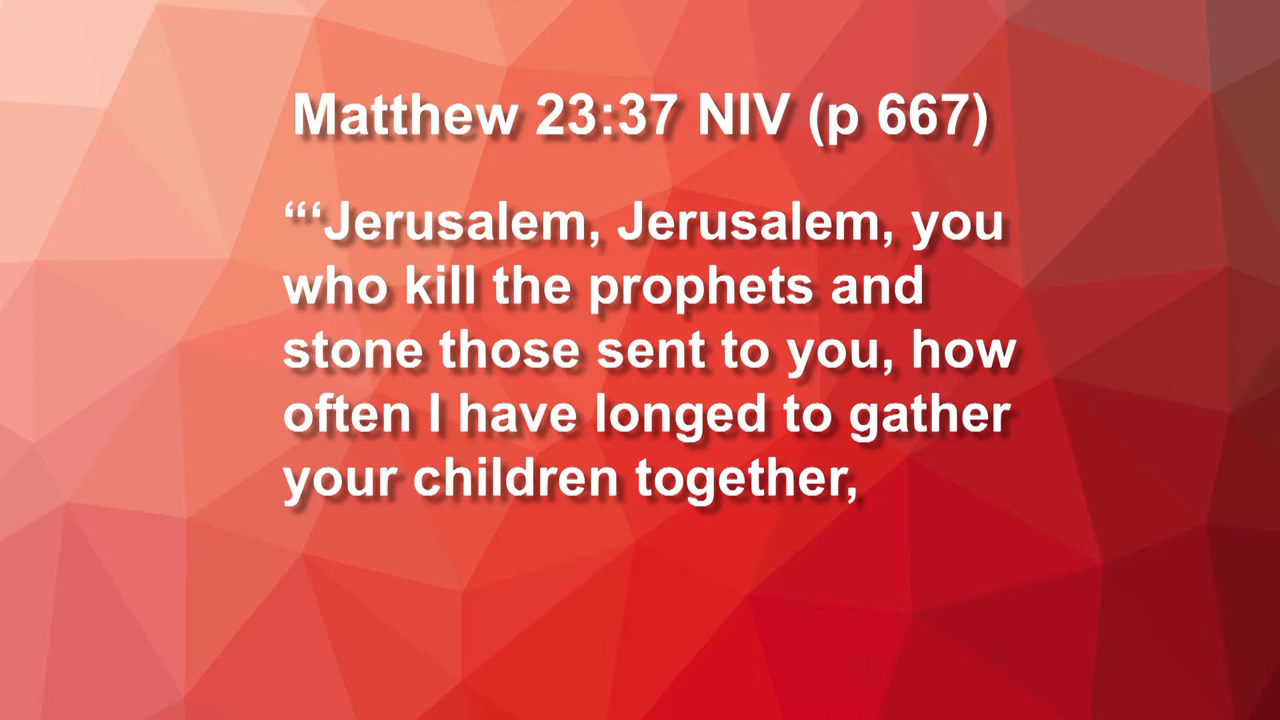 Matthew 23:37 NIV (p 667)
“‘Jerusalem, Jerusalem, you
who kill the prophets and
stone those sent to you, how
often I have longed to gather
your children together,